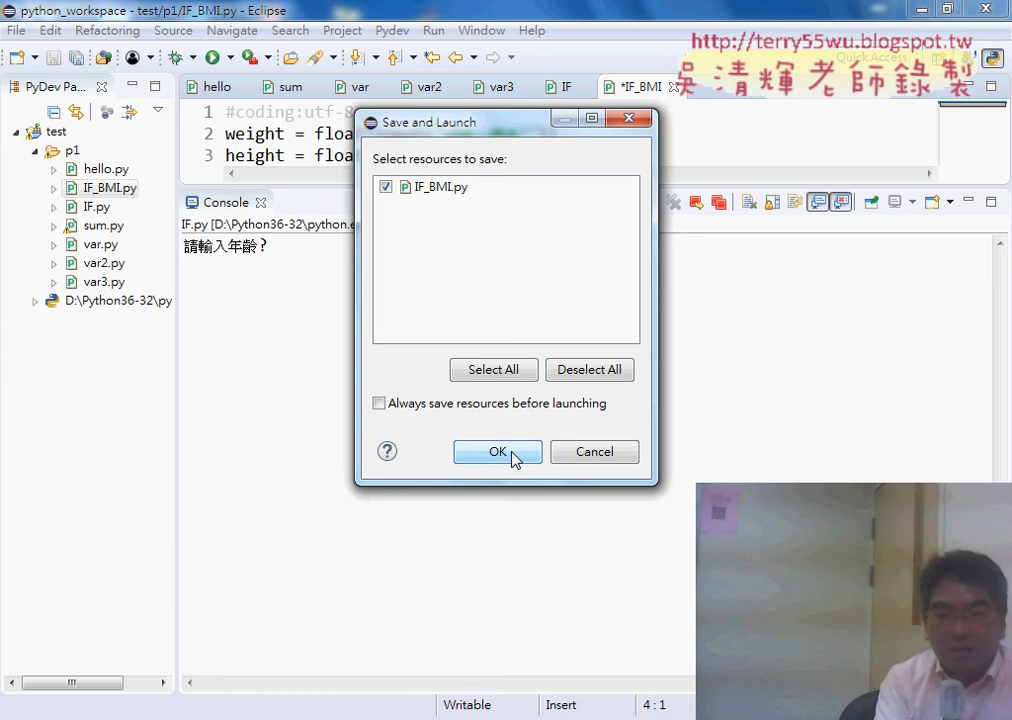 python_workspace - test/p1/IF_BMI.py - Eclipse
File Edit Refactoring Source Navigate Search Project Pydev Run Window Help
http://terry55wu.blogspot.tw
Quick Access
吳清輝老師錄製
PyDev Pa...
hello sum var var2 var3 IF *IF_BMI
test
p1
hello.py
IF_BMI.py
IF.py
sum.py
var.py
var2.py
var3.py
D:\Python36-32\py
1 #coding:utf-8
2 weight = floa
3 height = floa
Console
IF.py [D:\Python36-32\python.e
請輸入年齡?
Save and Launch
Select resources to save:
IF_BMI.py
Select All Deselect All
Always save resources before launching
OK Cancel
Writable Insert 4 : 1